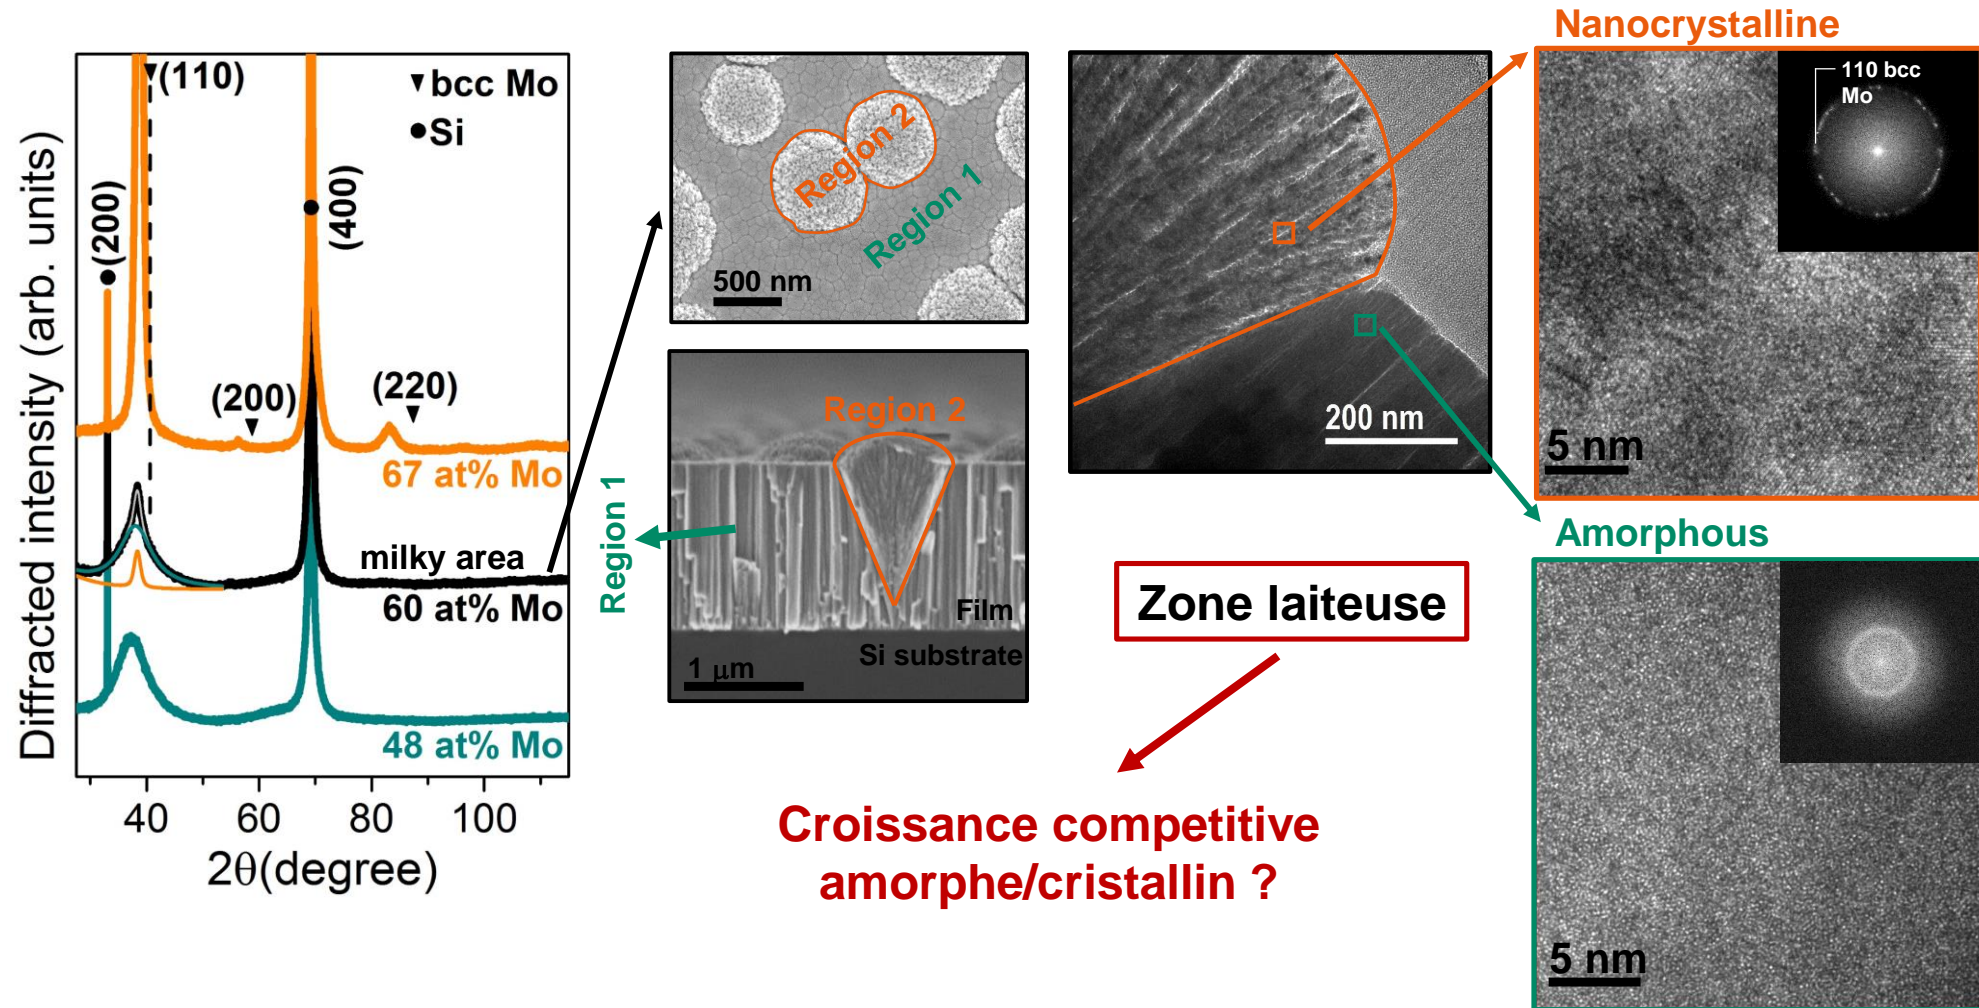 Diffracted intensity (arb. units)
(110)
▼bcc Mo
●Si
(200)
(400)
(200)
(220)
67 at% Mo
milky area
60 at% Mo
48 at% Mo
40 60 80 100
2θ(degree)
Region 2
Region 1
500 nm
Region 2
Region 1
Film
Si substrate
1 μm
200 nm
Zone laiteuse
Croissance competitive
amorphe/cristallin ?
Nanocrystalline
110 bcc
Mo
5 nm
Amorphous
5 nm